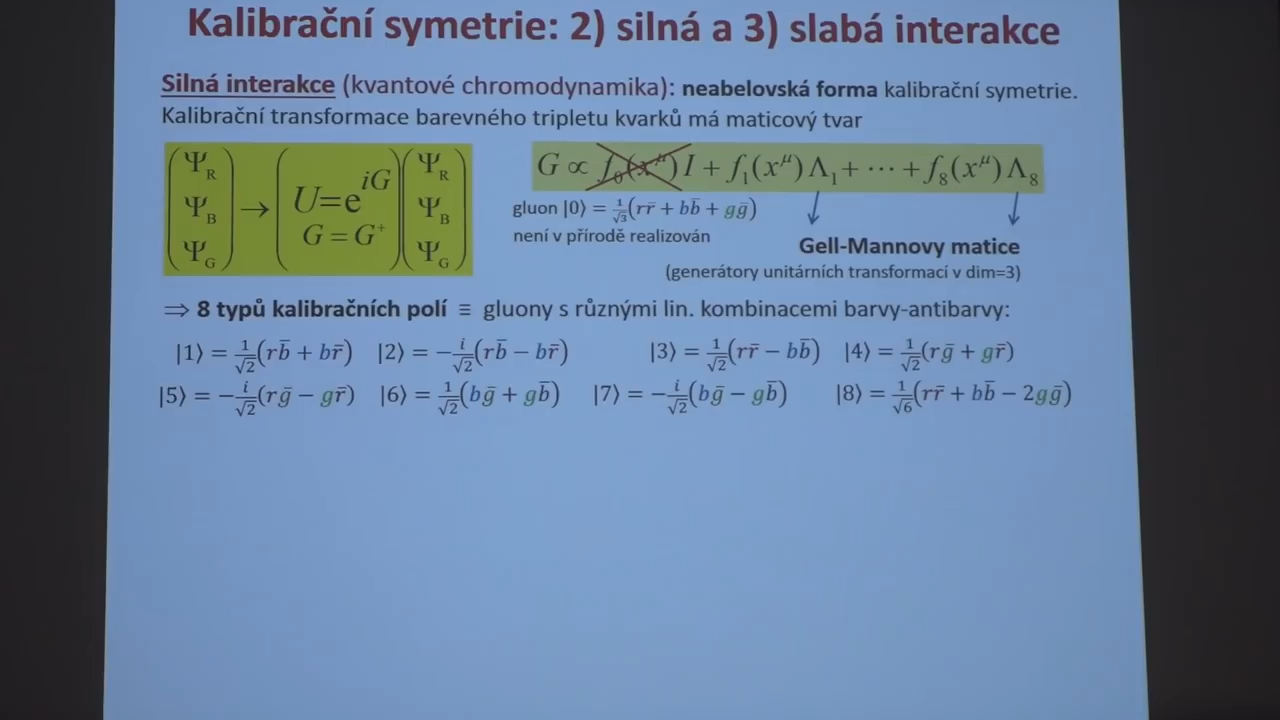 Kalibrační symetrie: 2) silná a 3) slabá interakce
Silná interakce (kvantové chromodynamika): neabelovská forma kalibrační symetrie.
Kalibrační transformace barevného tripletu kvarků má maticový tvar
(Ψ_R Ψ_B Ψ_G) → (U=e^{iG} G=G⁺) (Ψ_R Ψ_B Ψ_G)
G ∝ f₀(x^μ)I + f₁(x^μ)Λ₁ + ⋯ + f₈(x^μ)Λ₈
gluon |0⟩ = 1/√3 (rr̄ + bb̄ + gḡ)
není v přírodě realizován
Gell-Mannovy matice
(generátory unitárních transformací v dim=3)
⇒ 8 typů kalibračních polí ≡ gluony s různými lin. kombinacemi barvy-antibarvy:
|1⟩ = 1/√2 (rb̄ + br̄) |2⟩ = −i/√2 (rb̄ − br̄) |3⟩ = 1/√2 (rr̄ − bb̄) |4⟩ = 1/√2 (rḡ + gr̄)
|5⟩ = −i/√2 (rḡ − gr̄) |6⟩ = 1/√2 (bḡ + gb̄) |7⟩ = −i/√2 (bḡ − gb̄) |8⟩ = 1/√6 (rr̄ + bb̄ − 2gḡ)